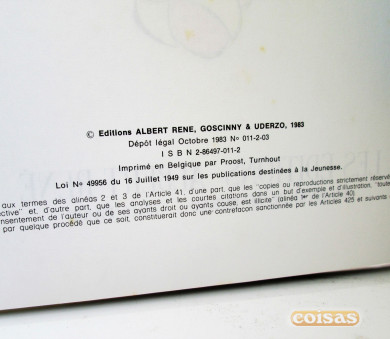 © Editions ALBERT RENE, GOSCINNY & UDERZO, 1983
Dépôt légal Octobre 1983 No 011-2-03
ISBN 2-86497-011-2
Imprimé en Belgique par Proost, Turnhout
Loi No 49956 du 16 Juillet 1949 sur les publications destinées à la Jeunesse.
aux termes des alinéas 2 et 3 de l'Article 41, d'une part, que les "copies ou reproductions strictement réservé
ctive" et, d'autre part, que les analyses et les courtes citations dans un but d'exemple et d'illustration, "toute
onsentement de l'auteur ou de ses ayants droit ou ayants cause, est illicite" (alinéa 1er de l'Article 40).
par quelque procédé que ce soit, constituerait donc une contrefaçon sanctionnée par les Articles 425 et suivants
coisas